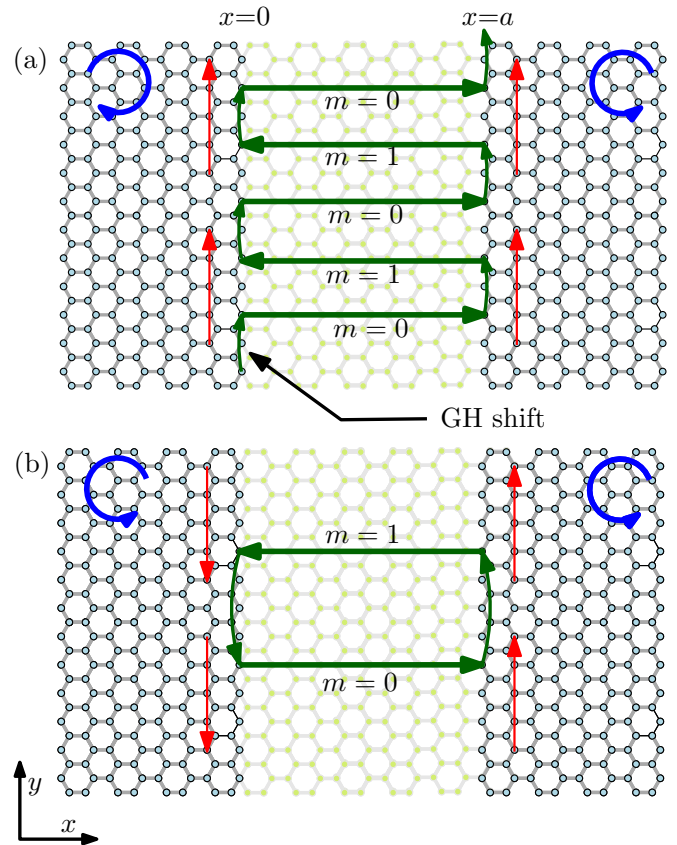 x=0 x=a
(a)
m = 0
m = 1
m = 0
m = 1
m = 0
GH shift
(b)
m = 1
m = 0
y
x